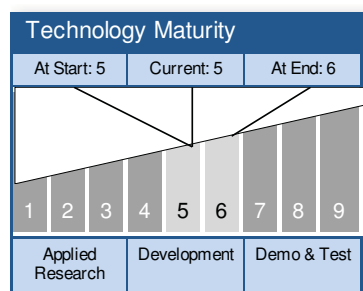 Technology Maturity
At Start: 5 Current: 5 At End: 6
1 2 3 4 5 6 7 8 9
Applied Development Demo & Test
Research